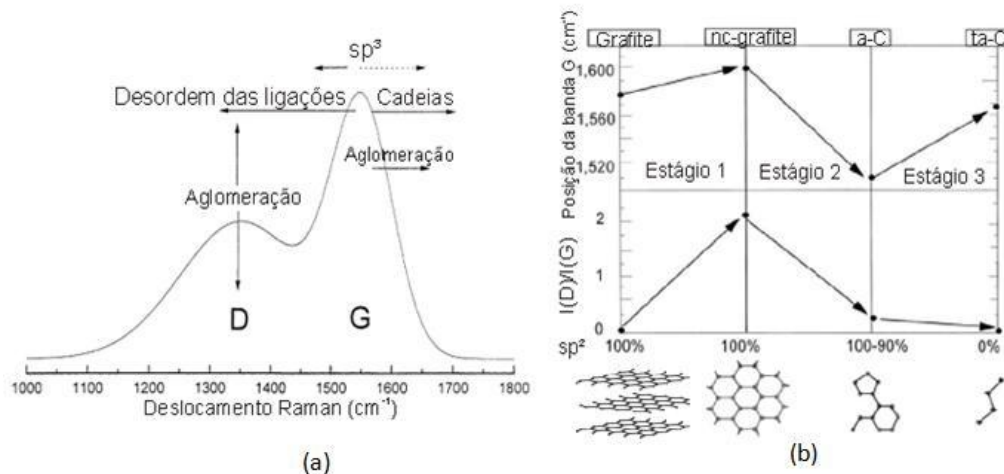 sp³
Desordem das ligações
Cadeias
Aglomeração
Aglomeração
D
G
1000 1100 1200 1300 1400 1500 1600 1700 1800
Deslocamento Raman (cm⁻¹)
(a)
Grafite nc-grafite a-C ta-C
Posição da banda G (cm⁻¹)
1,600
1,560
1,520
Estágio 1 Estágio 2 Estágio 3
I(D)/I(G)
2
1
0
sp² 100% 100% 100-90% 0%
(b)